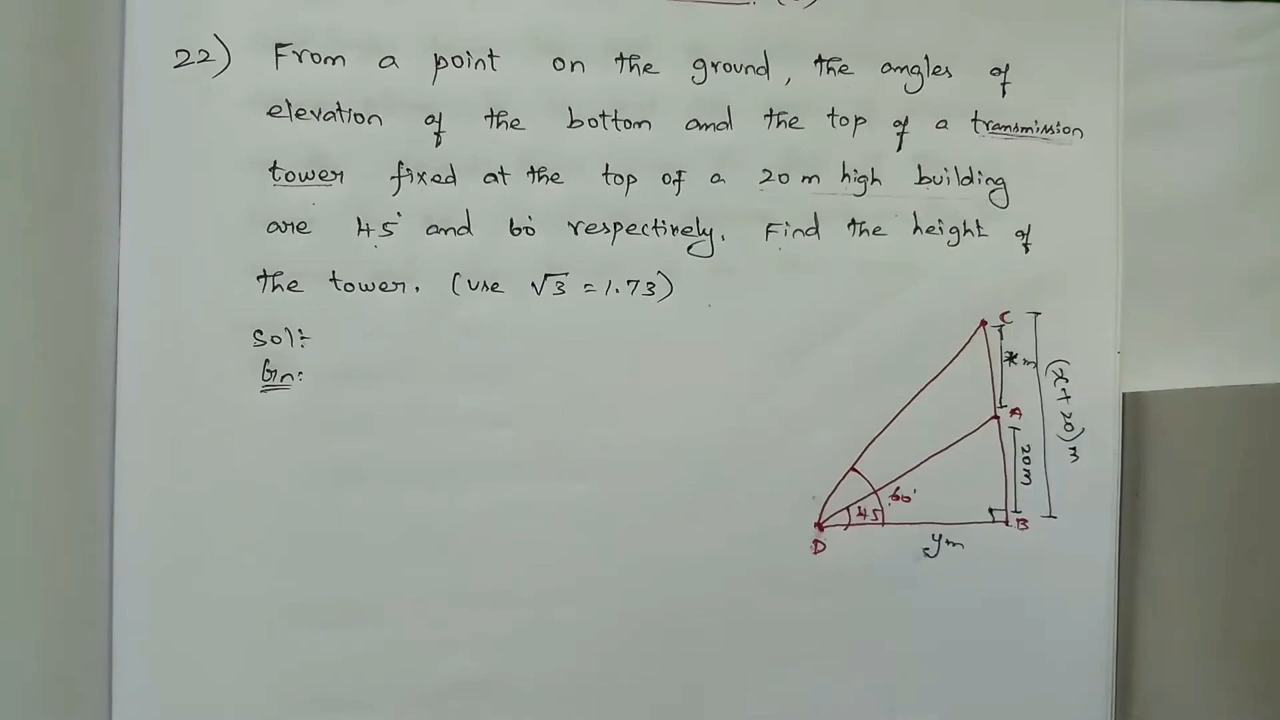 22) From a point on the ground, the angles of
elevation of the bottom and the top of a transmission
tower fixed at the top of a 20 m high building
are 45° and 60° respectively. Find the height of
the tower. (use √3 = 1.73)
Sol:-
Gn:
C
x m
(x+20) m
A
20m
60°
45
B
D
y m